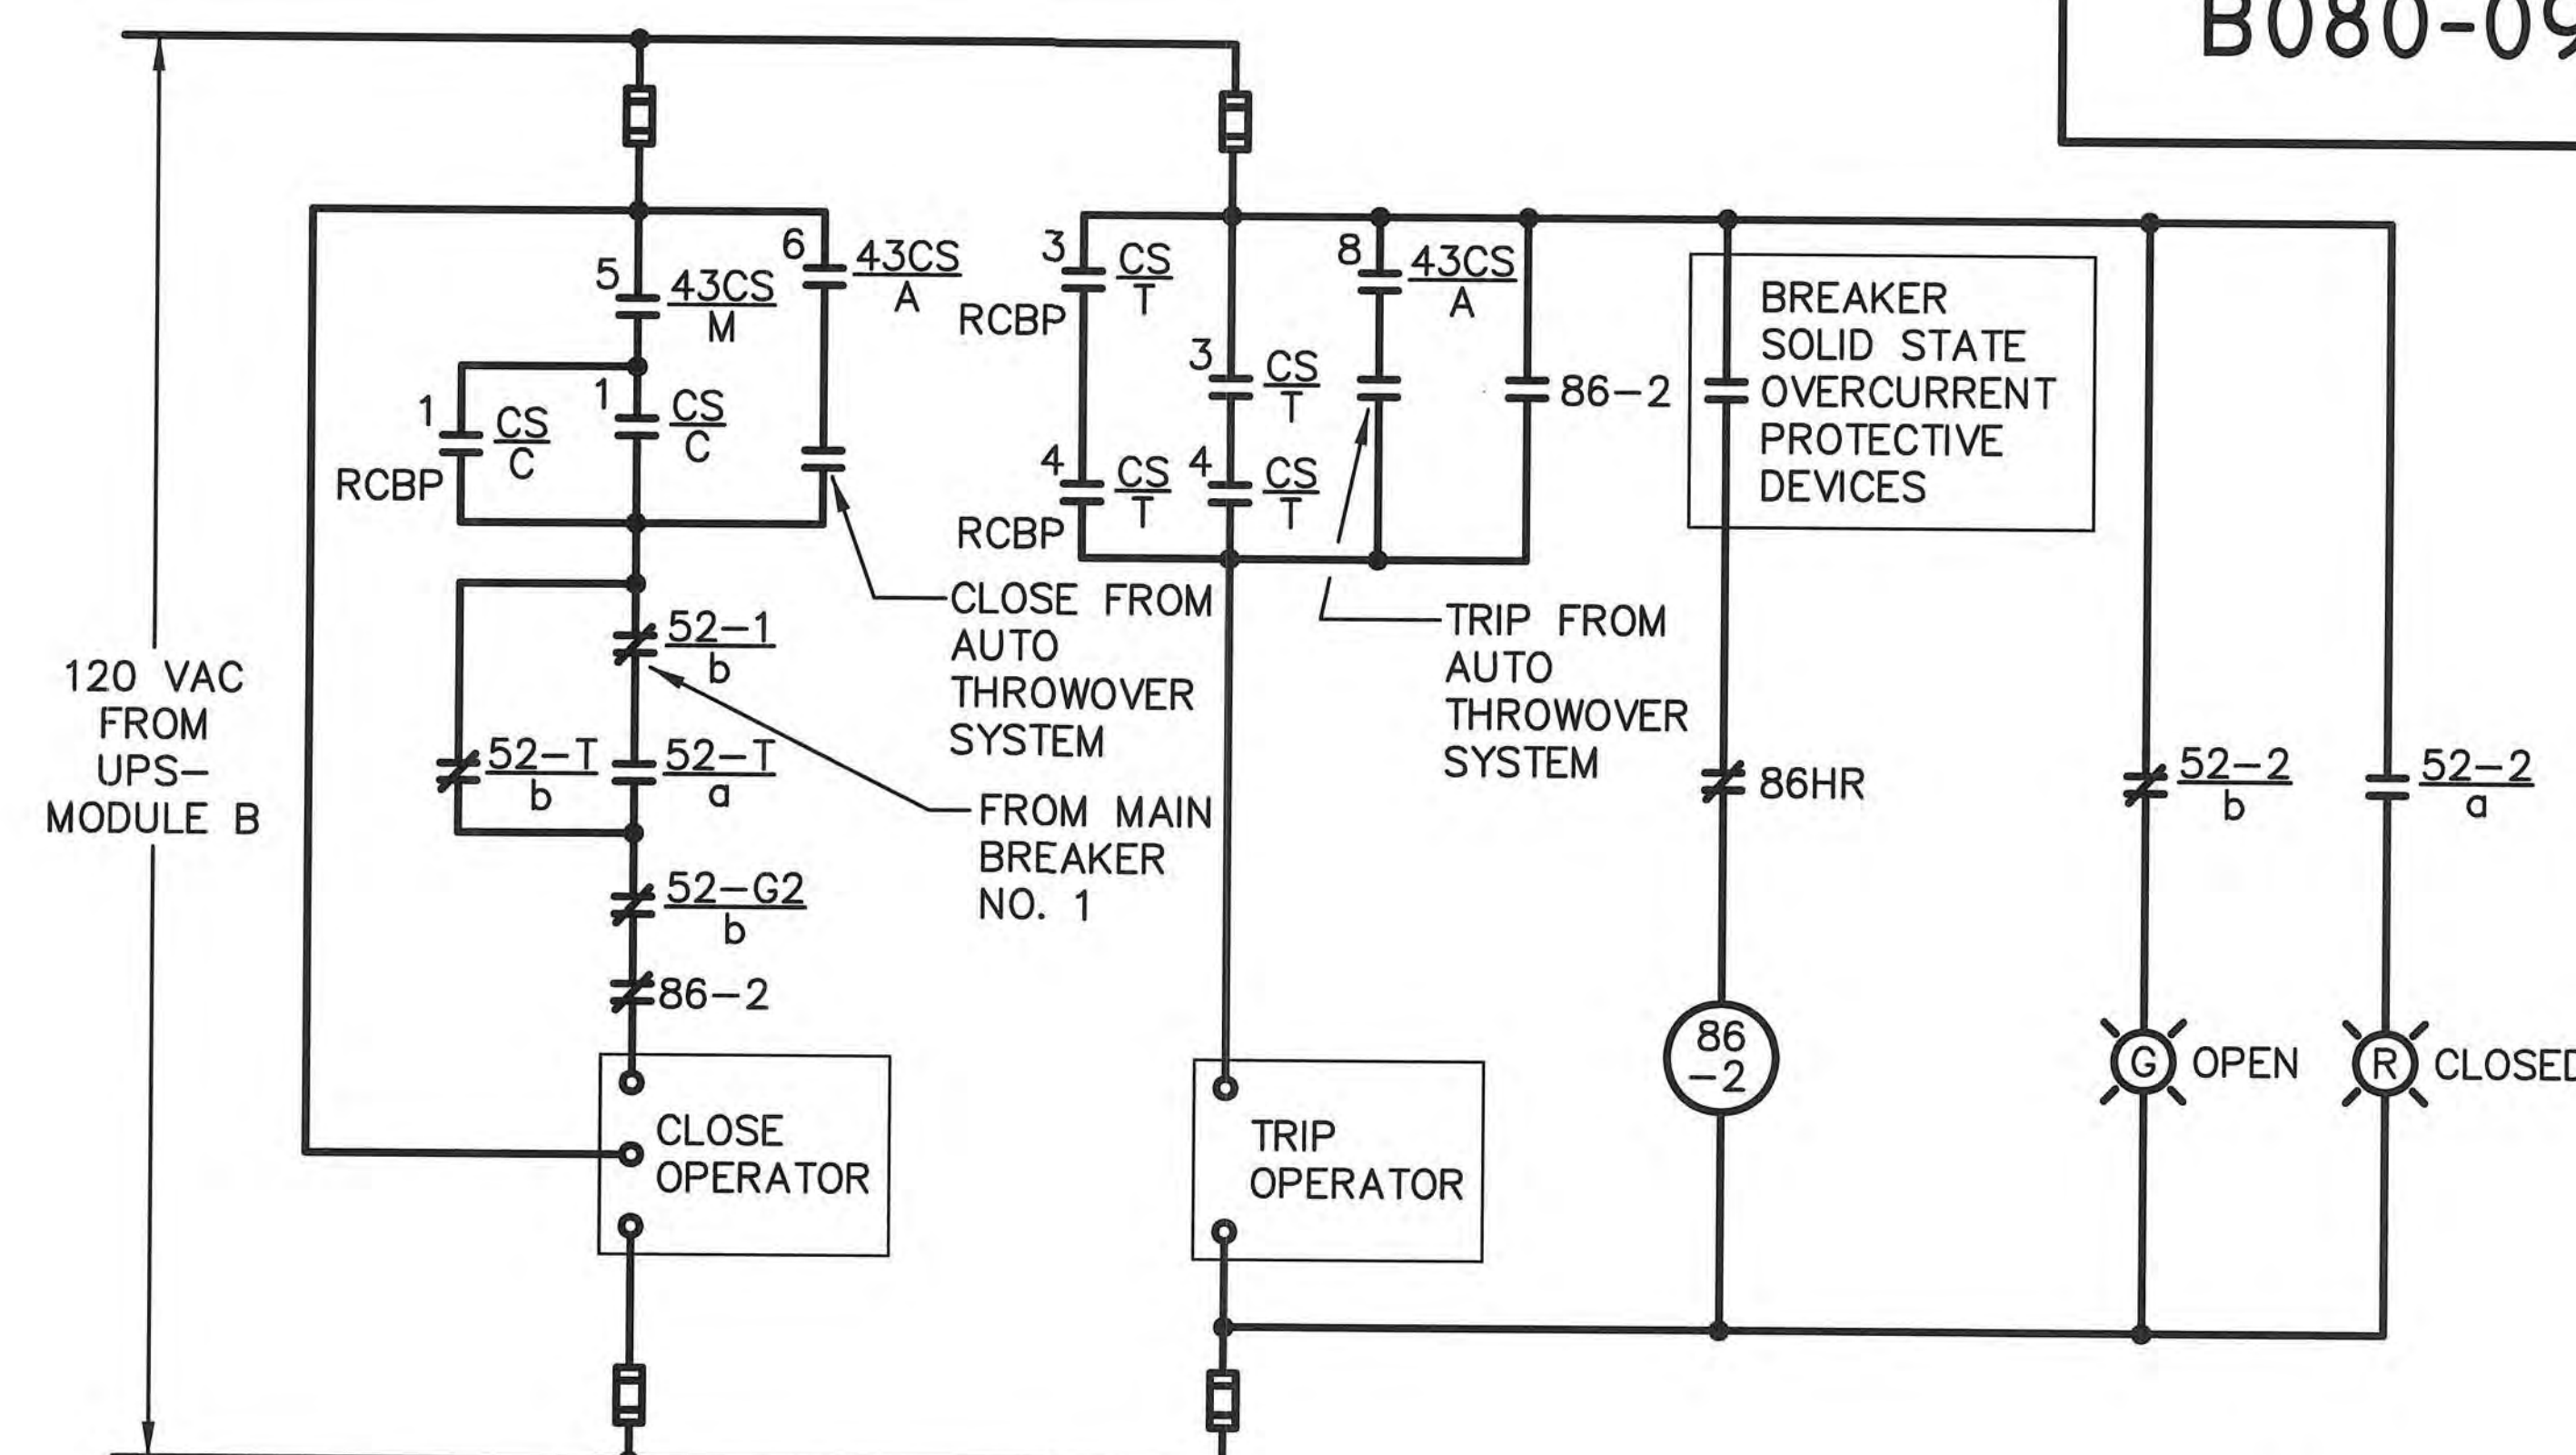 B080-09
6
43CS
A
5
43CS
M
1
CS
C
RCBP
1
CS
C
3
CS
T
RCBP
3
CS
T
4
CS
T
RCBP
4
CS
T
8
43CS
A
86-2
BREAKER
SOLID STATE
OVERCURRENT
PROTECTIVE
DEVICES
CLOSE FROM
AUTO
THROWOVER
SYSTEM
TRIP FROM
AUTO
THROWOVER
SYSTEM
120 VAC
FROM
UPS-
MODULE B
52-1
b
52-T
b
52-T
a
FROM MAIN
BREAKER
NO. 1
52-G2
b
86-2
86HR
52-2
b
52-2
a
CLOSE
OPERATOR
TRIP
OPERATOR
86
-2
G OPEN
R CLOSED